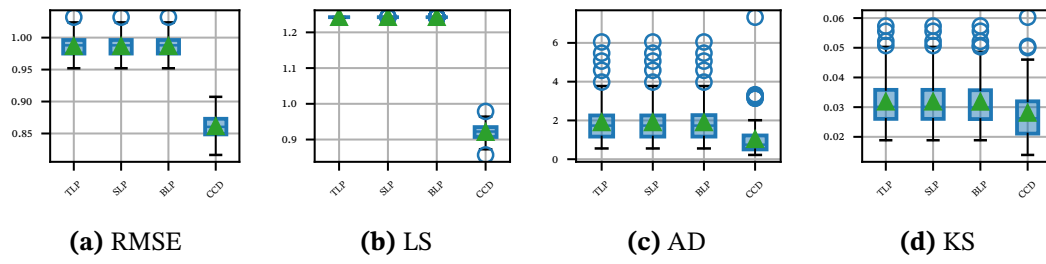 1.00
0.95
0.90
0.85
TLP
SLP
BLP
CCD
(a) RMSE
1.2
1.1
1.0
0.9
TLP
SLP
BLP
CCD
(b) LS
6
4
2
0
TLP
SLP
BLP
CCD
(c) AD
0.06
0.05
0.04
0.03
0.02
TLP
SLP
BLP
CCD
(d) KS